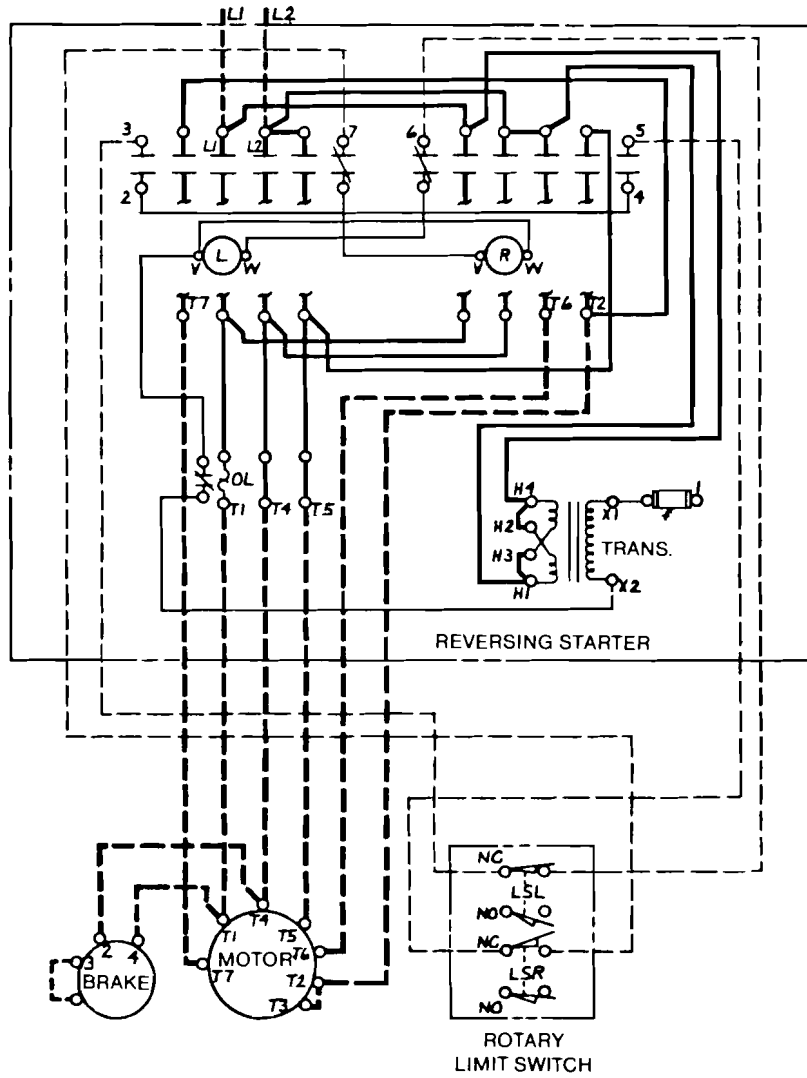 L1 L2
3 L1 L2 7 6 5
2 4
V L W V R W
T7 T6 T2
OL
T1 T4 T5
H4 X1 F 1
H2
H3 TRANS.
H1 X2
REVERSING STARTER
NC
LSL
NO
NC
LSR
NO
2 4 T1 T4 T5
3 BRAKE T7 MOTOR T6
T2
T3
ROTARY
LIMIT SWITCH